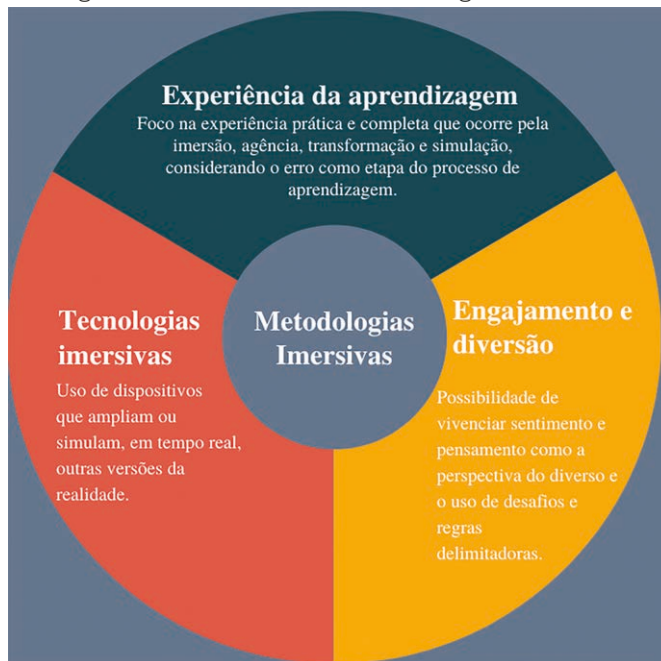 Experiência da aprendizagem
Foco na experiência prática e completa que ocorre pela
imersão, agência, transformação e simulação,
considerando o erro como etapa do processo de
aprendizagem.
Tecnologias
imersivas
Uso de dispositivos
que ampliam ou
simulam, em tempo real,
outras versões da
realidade.
Metodologias
Imersivas
Engajamento e
diversão
Possibilidade de
vivenciar sentimento e
pensamento como a
perspectiva do diverso e
o uso de desafios e
regras
delimitadoras.